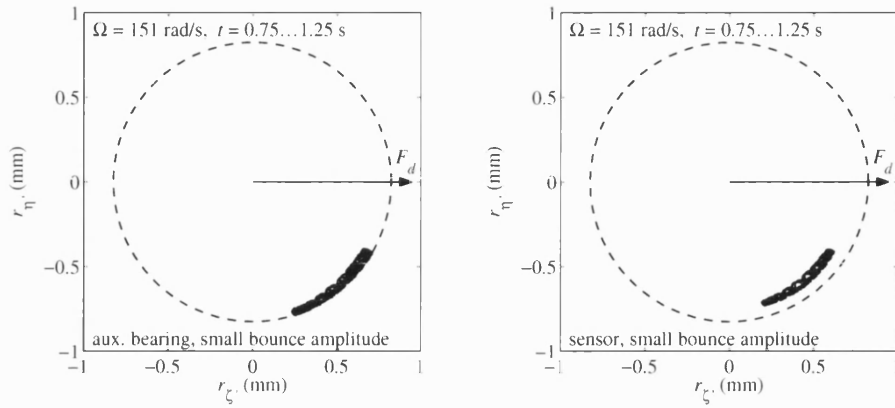 Ω = 151 rad/s, t = 0.75…1.25 s
1
0.5
0
−0.5
−1
r_η' (mm)
F_d
aux. bearing, small bounce amplitude
−1 −0.5 0 0.5 1
r_ζ' (mm)
Ω = 151 rad/s, t = 0.75…1.25 s
1
0.5
0
−0.5
−1
r_η' (mm)
F_d
sensor, small bounce amplitude
−1 −0.5 0 0.5 1
r_ζ' (mm)